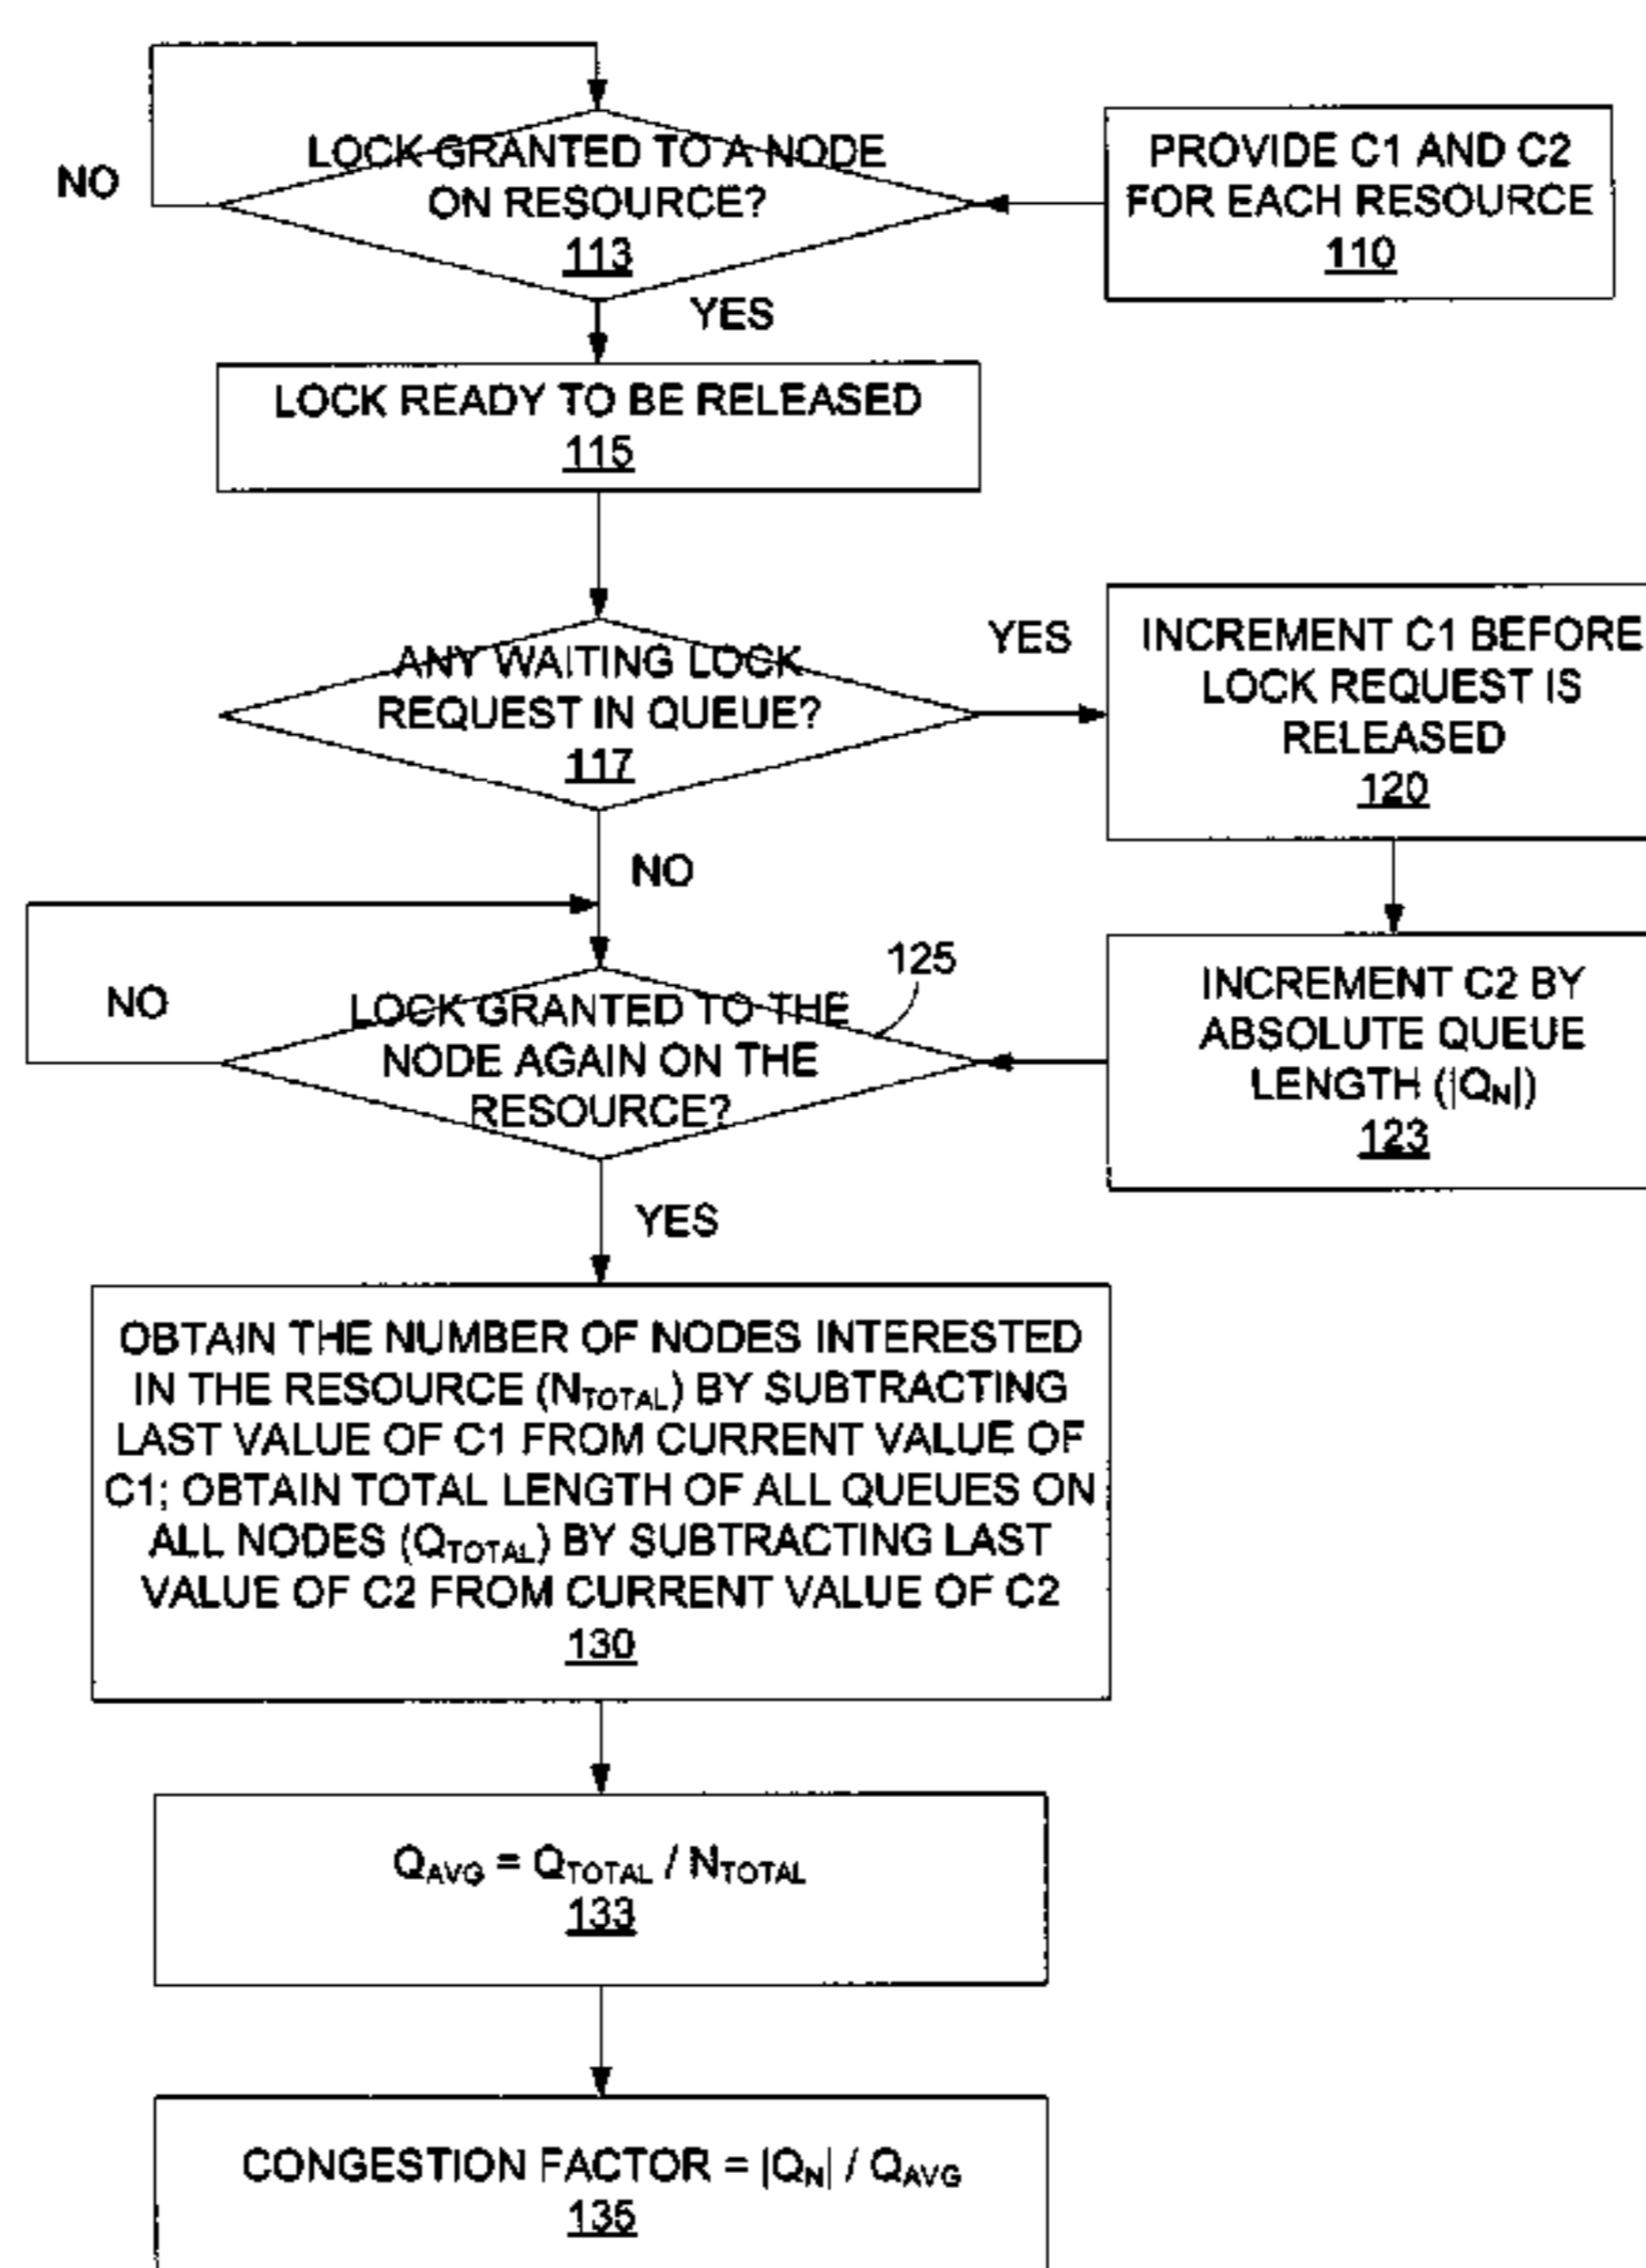 LOCK GRANTED TO A NODE
ON RESOURCE?
113
NO
YES
PROVIDE C1 AND C2
FOR EACH RESOURCE
110
LOCK READY TO BE RELEASED
115
ANY WAITING LOCK
REQUEST IN QUEUE?
117
YES
NO
INCREMENT C1 BEFORE
LOCK REQUEST IS
RELEASED
120
INCREMENT C2 BY
ABSOLUTE QUEUE
LENGTH (|QN|)
123
125
LOCK GRANTED TO THE
NODE AGAIN ON THE
RESOURCE?
NO
YES
OBTAIN THE NUMBER OF NODES INTERESTED
IN THE RESOURCE (NTOTAL) BY SUBTRACTING
LAST VALUE OF C1 FROM CURRENT VALUE OF
C1; OBTAIN TOTAL LENGTH OF ALL QUEUES ON
ALL NODES (QTOTAL) BY SUBTRACTING LAST
VALUE OF C2 FROM CURRENT VALUE OF C2
130
QAVG = QTOTAL / NTOTAL
133
CONGESTION FACTOR = |QN| / QAVG
135